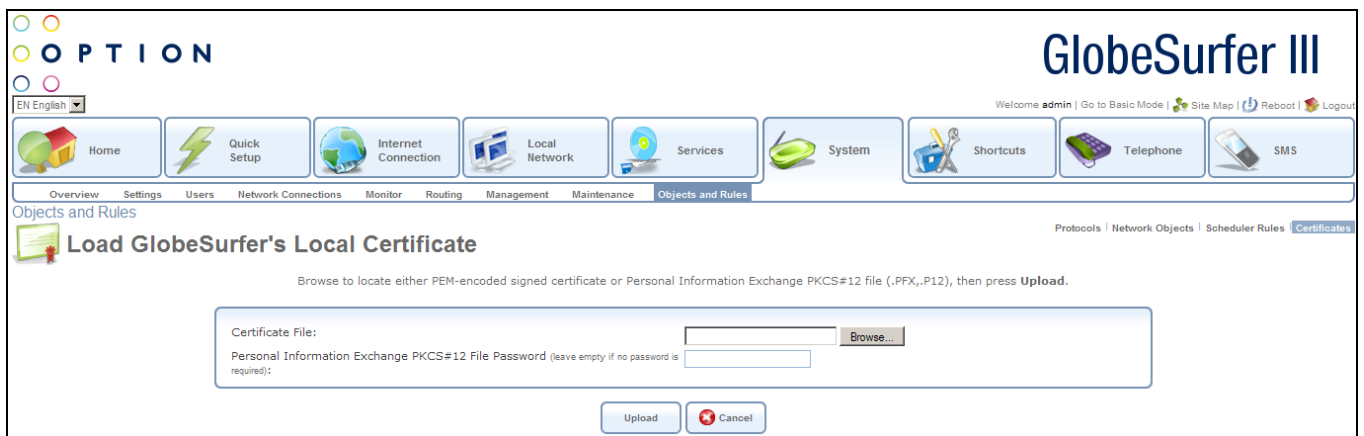 OPTION
GlobeSurfer III
EN English
Welcome admin | Go to Basic Mode | Site Map | Reboot | Logout
Home
Quick Setup
Internet Connection
Local Network
Services
System
Shortcuts
Telephone
SMS
Overview Settings Users Network Connections Monitor Routing Management Maintenance Objects and Rules
Objects and Rules
Protocols | Network Objects | Scheduler Rules | Certificates
Load GlobeSurfer's Local Certificate
Browse to locate either PEM-encoded signed certificate or Personal Information Exchange PKCS#12 file (.PFX,.P12), then press Upload.
Certificate File:
Browse...
Personal Information Exchange PKCS#12 File Password (leave empty if no password is
required):
Upload
Cancel